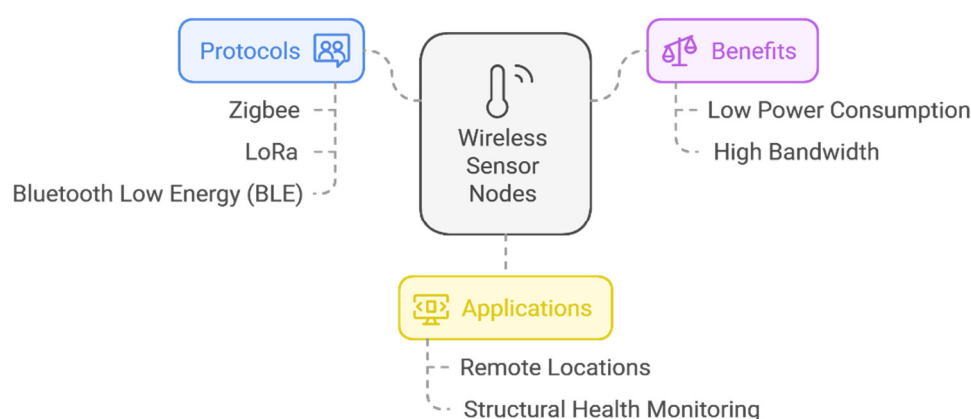 Protocols
Zigbee
LoRa
Bluetooth Low Energy (BLE)
Wireless
Sensor
Nodes
Benefits
Low Power Consumption
High Bandwidth
Applications
Remote Locations
Structural Health Monitoring